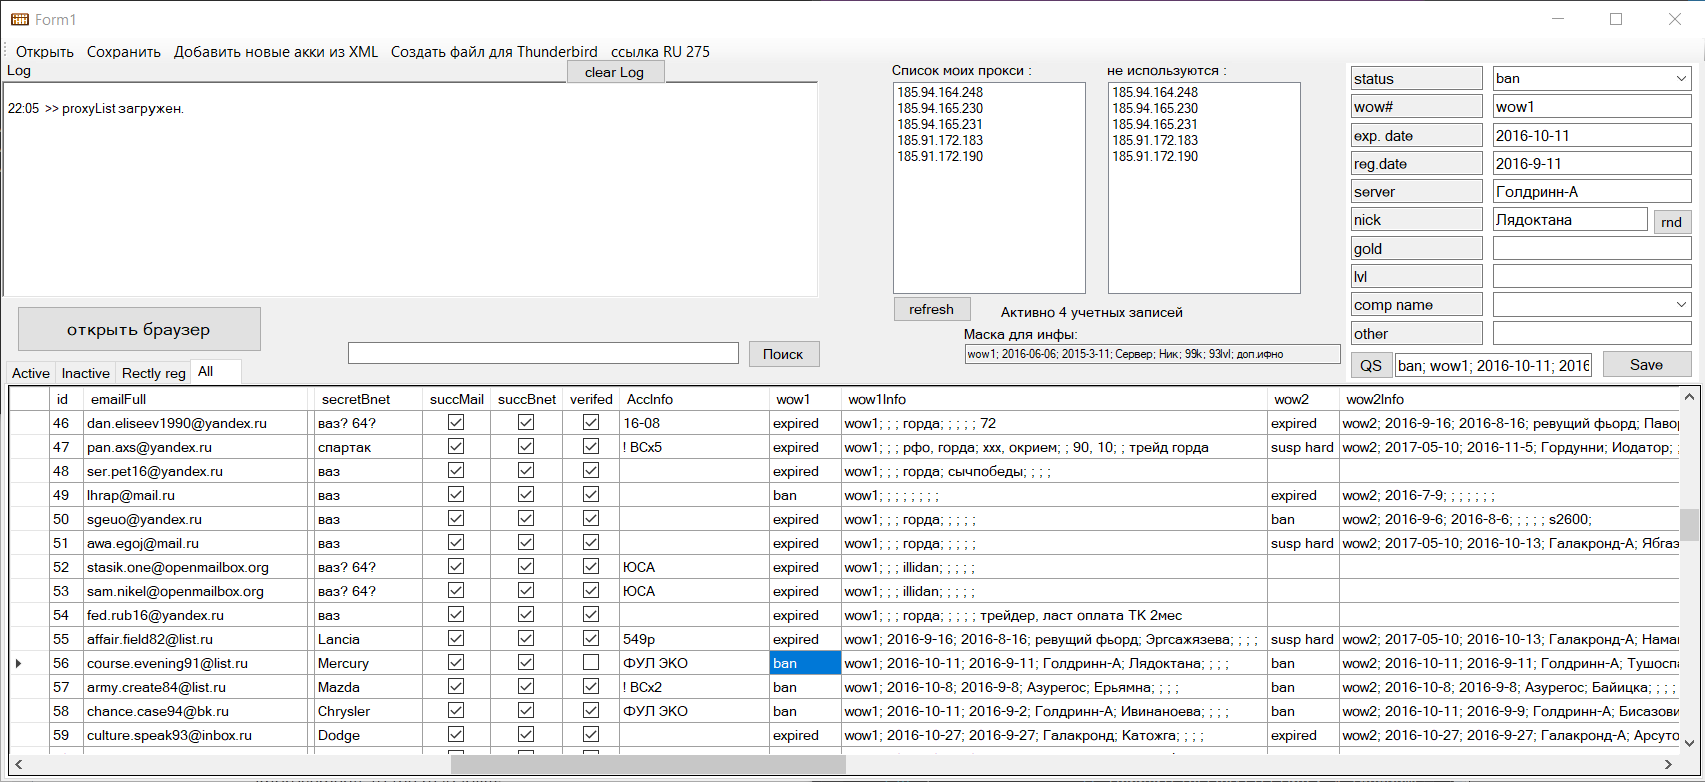 Form1
Открыть Сохранить Добавить новые акки из XML Создать файл для Thunderbird ссылка RU 275
Log
clear Log
22:05 >> proxyList загружен.
Список моих прокси :
185.94.164.248
185.94.165.230
185.94.165.231
185.91.172.183
185.91.172.190
не используются :
185.94.164.248
185.94.165.230
185.94.165.231
185.91.172.183
185.91.172.190
refresh
Активно 4 учетных записей
Маска для инфы:
wow1; 2016-06-06; 2015-3-11; Сервер; Ник; 99k; 93lvl; доп.ифно
status ban
wow# wow1
exp. date 2016-10-11
reg.date 2016-9-11
server Голдринн-А
nick Лядоктана rnd
gold
lvl
comp name
other
QS ban; wow1; 2016-10-11; 2016 Save
открыть браузер
Поиск
Active Inactive Rectly reg All
id emailFull secretBnet succMail succBnet verifed AccInfo wow1 wow1Info wow2 wow2Info
46 dan.eliseev1990@yandex.ru ваз? 64? 16-08 expired wow1; ; ; горда; ; ; ; ; 72 expired wow2; 2016-9-16; 2016-8-16; ревущий фьорд; Павор
47 pan.axs@yandex.ru спартак ! ВСх5 expired wow1; ; ; рфо, горда; xxx, окрием; ; 90, 10; ; трейд горда susp hard wow2; 2017-05-10; 2016-11-5; Гордунни; Иодатор; ;
48 ser.pet16@yandex.ru ваз expired wow1; ; ; горда; сычпобеды; ; ; ;
49 lhrap@mail.ru ваз ban wow1; ; ; ; ; ; ; ; expired wow2; 2016-7-9; ; ; ; ; ; ;
50 sgeuo@yandex.ru ваз expired wow1; ; ; горда; ; ; ; ; ban wow2; 2016-9-6; 2016-8-6; ; ; ; ; ; s2600;
51 awa.egoj@mail.ru ваз expired wow1; ; ; горда; ; ; ; ; susp hard wow2; 2017-05-10; 2016-10-13; Галакронд-А; Ябгаз
52 stasik.one@openmailbox.org ваз? 64? ЮСА expired wow1; ; ; illidan; ; ; ; ;
53 sam.nikel@openmailbox.org ваз? 64? ЮСА expired wow1; ; ; illidan; ; ; ; ;
54 fed.rub16@yandex.ru ваз expired wow1; ; ; горда; ; ; ; ; трейдер, ласт оплата ТК 2мес
55 affair.field82@list.ru Lancia 549р expired wow1; 2016-9-16; 2016-8-16; ревущий фьорд; Эргсажязева; ; ; ; susp hard wow2; 2017-05-10; 2016-10-13; Галакронд-А; Наман
56 course.evening91@list.ru Mercury ФУЛ ЭКО ban wow1; 2016-10-11; 2016-9-11; Голдринн-А; Лядоктана; ; ; ; ban wow2; 2016-10-11; 2016-9-11; Голдринн-А; Тушоспа
57 army.create84@list.ru Mazda ! ВСх2 ban wow1; 2016-10-8; 2016-9-8; Азурегос; Ерьямна; ; ; ; ban wow2; 2016-10-8; 2016-9-8; Азурегос; Байицка; ; ; ;
58 chance.case94@bk.ru Chrysler ФУЛ ЭКО ban wow1; 2016-10-11; 2016-9-2; Голдринн-А; Ивинаноева; ; ; ; ban wow2; 2016-10-11; 2016-9-9; Голдринн-А; Бисазови
59 culture.speak93@inbox.ru Dodge expired wow1; 2016-10-27; 2016-9-27; Галакронд; Катожга; ; ; ; expired wow2; 2016-10-27; 2016-9-27; Галакронд-А; Арсуто